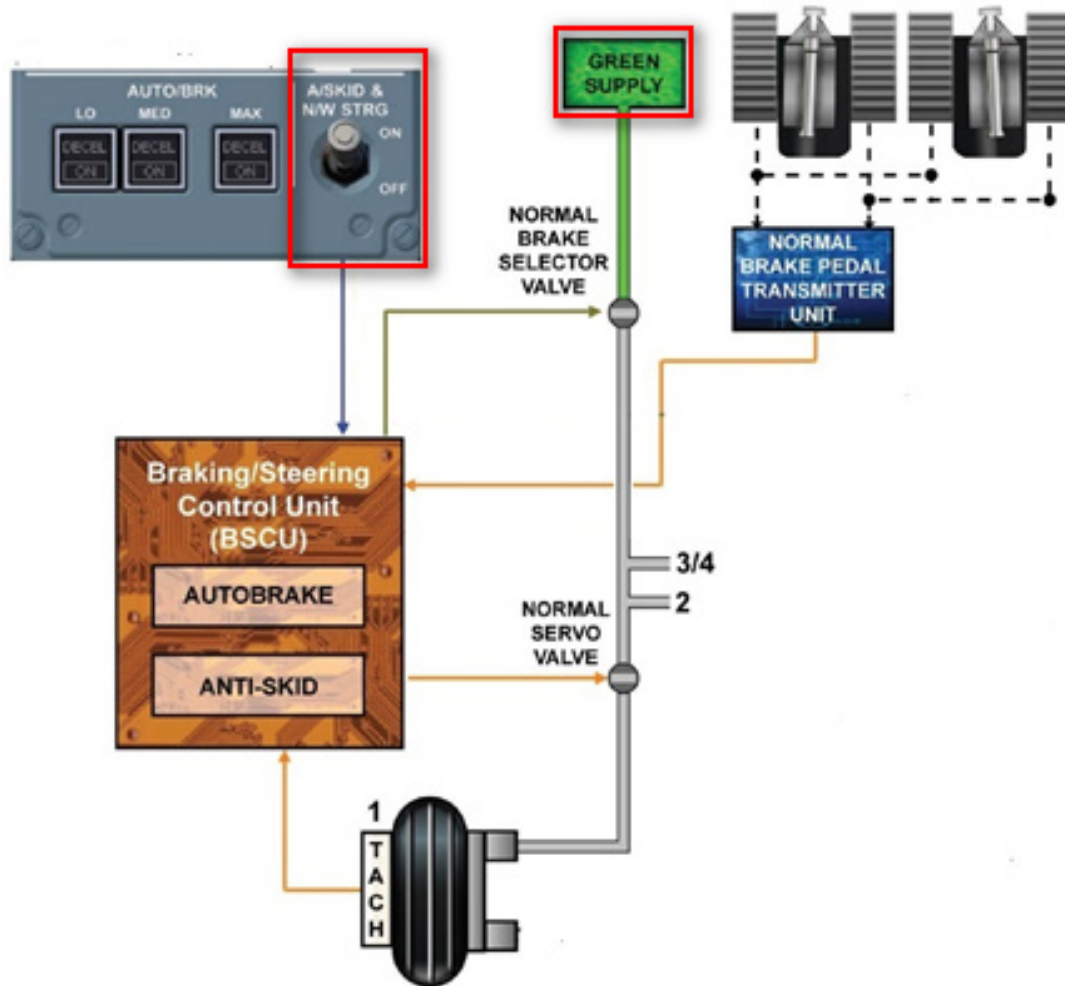 AUTO/BRK
LO MED MAX
DECEL DECEL DECEL
ON ON ON
A/SKID &
N/W STRG
ON
OFF
GREEN
SUPPLY
NORMAL
BRAKE
SELECTOR
VALVE
NORMAL
BRAKE PEDAL
TRANSMITTER
UNIT
Braking/Steering
Control Unit
(BSCU)
AUTOBRAKE
ANTI-SKID
3/4
2
NORMAL
SERVO
VALVE
1
TACH